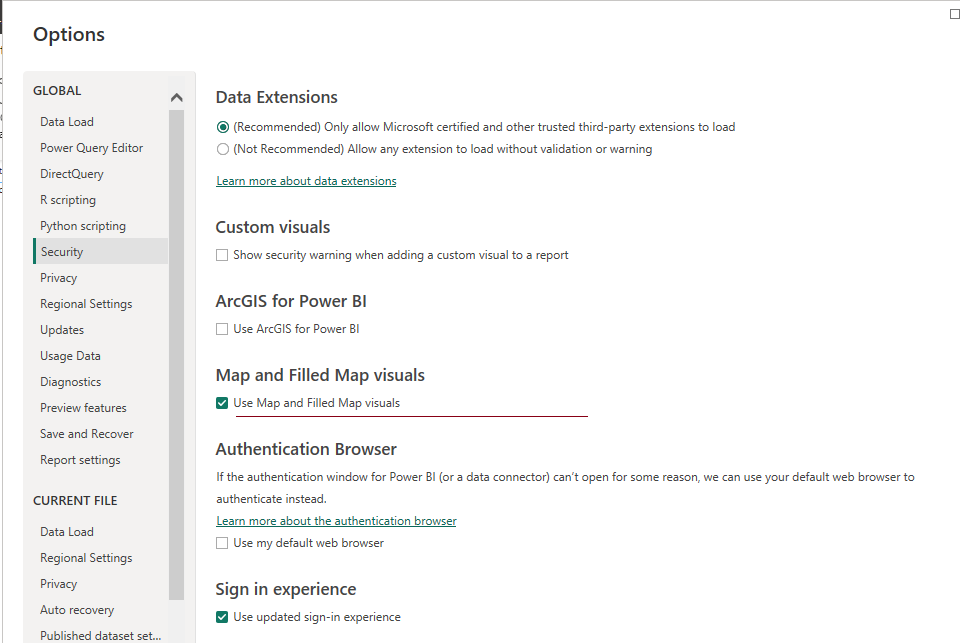 Options
GLOBAL
Data Load
Power Query Editor
DirectQuery
R scripting
Python scripting
Security
Privacy
Regional Settings
Updates
Usage Data
Diagnostics
Preview features
Save and Recover
Report settings
CURRENT FILE
Data Load
Regional Settings
Privacy
Auto recovery
Published dataset set...
Data Extensions
(Recommended) Only allow Microsoft certified and other trusted third-party extensions to load
(Not Recommended) Allow any extension to load without validation or warning
Learn more about data extensions
Custom visuals
Show security warning when adding a custom visual to a report
ArcGIS for Power BI
Use ArcGIS for Power BI
Map and Filled Map visuals
Use Map and Filled Map visuals
Authentication Browser
If the authentication window for Power BI (or a data connector) can't open for some reason, we can use your default web browser to
authenticate instead.
Learn more about the authentication browser
Use my default web browser
Sign in experience
Use updated sign-in experience